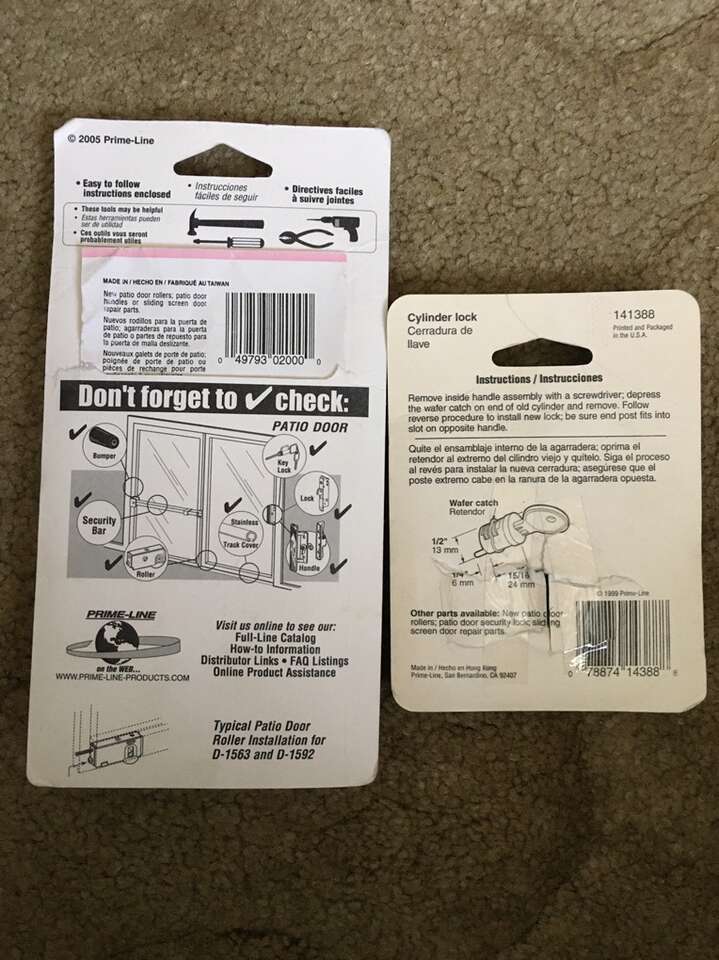 © 2005 Prime-Line
• Easy to follow
instructions enclosed
• Instrucciones
fáciles de seguir
• Directives faciles
à suivre jointes
• These tools may be helpful
• Estas herramientas pueden
ser de utilidad
• Ces outils vous seront
probablement utiles
MADE IN / HECHO EN / FABRIQUÉ AU TAIWAN
New patio door rollers; patio door
handles or sliding screen door
repair parts.
Nuevos rodillos para la puerta de
patio; agarraderas para la puerta
de patio o partes de repuesto para
la puerta de malla deslizante.
Nouveaux galets de porte de patio;
poignée de porte de patio ou
pièces de rechange pour porte
0 49793 02000 0
Don't forget to ✓ check:
PATIO DOOR
Bumper
Key
Lock
Lock
Security
Bar
Stainless
Track Cover
Roller
Handle
PRIME-LINE
on the WEB...
WWW.PRIME-LINE-PRODUCTS.COM
Visit us online to see our:
Full-Line Catalog
How-to Information
Distributor Links • FAQ Listings
Online Product Assistance
Typical Patio Door
Roller Installation for
D-1563 and D-1592
Cylinder lock
Cerradura de
llave
141388
Printed and Packaged
in the U.S.A.
Instructions / Instrucciones
Remove inside handle assembly with a screwdriver; depress
the wafer catch on end of old cylinder and remove. Follow
reverse procedure to install new lock; be sure end post fits into
slot on opposite handle.
Quite el ensamblaje interno de la agarradera; oprima el
retendor al extremo del cilindro viejo y quítelo. Siga el proceso
al revés para instalar la nueva cerradura; asegúrese que el
poste extremo cabe en la ranura de la agarradera opuesta.
Wafer catch
Retendor
1/2"
13 mm
1/4"
6 mm
15/16
24 mm
© 1999 Prime-Line
Other parts available: New patio door
rollers; patio door security lock; sliding
screen door repair parts.
Made in / Hecho en Hong Kong
Prime-Line, San Bernardino, CA 92407
0 78874 14388